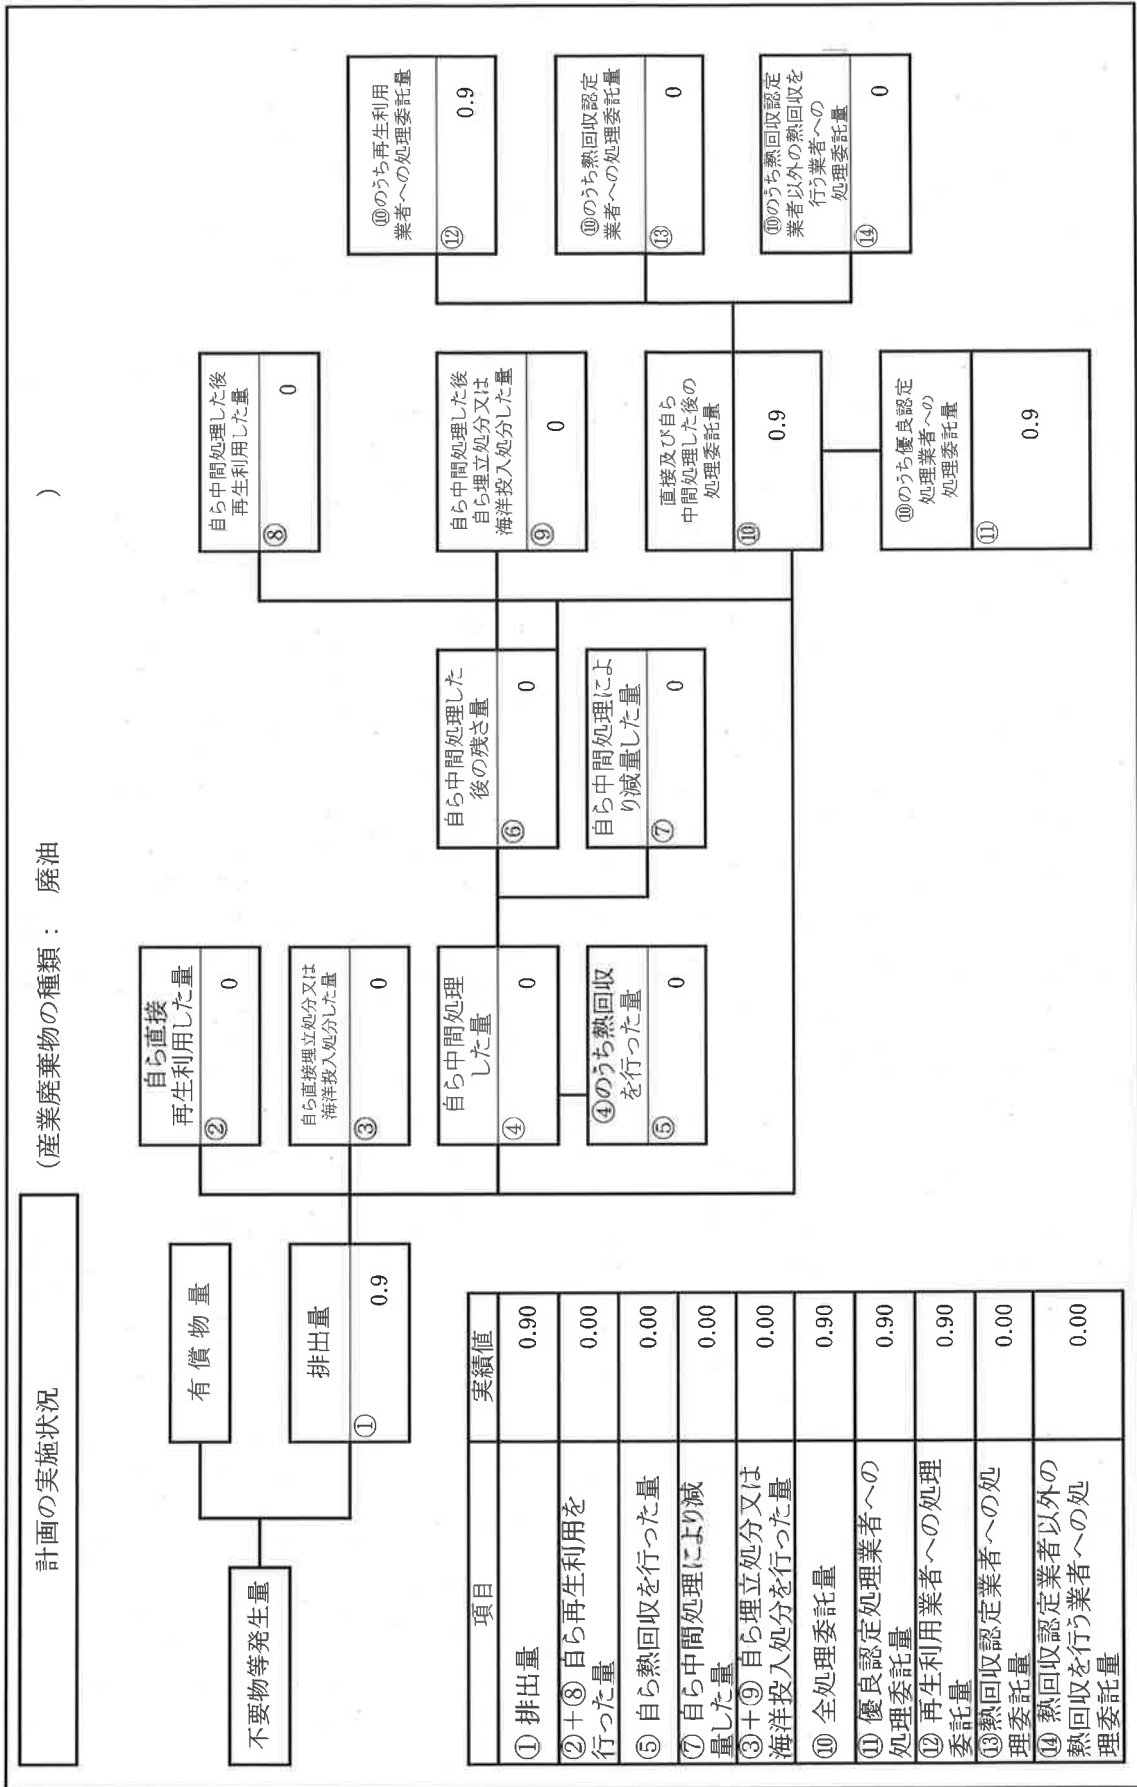 計画の実施状況
(産業廃棄物の種類： 廃油 )
不要物等発生量
有 償 物 量
排出量
① 0.9
自ら直接
再生利用した量
② 0
自ら直接埋立処分又は
海洋投入処分した量
③ 0
自ら中間処理
した量
④ 0
④のうち熱回収
を行った量
⑤ 0
自ら中間処理した
後の残さ量
⑥ 0
自ら中間処理によ
り減量した量
⑦ 0
自ら中間処理した後
再生利用した量
⑧ 0
自ら中間処理した後
自ら埋立処分又は
海洋投入処分した量
⑨ 0
直接及び自ら
中間処理した後の
処理委託量
⑩ 0.9
⑩のうち優良認定
処理業者への
処理委託量
⑪ 0.9
⑩のうち再生利用
業者への処理委託量
⑫ 0.9
⑩のうち熱回収認定
業者への処理委託量
⑬ 0
⑩のうち熱回収認定
業者以外の熱回収を
行う業者への
処理委託量
⑭ 0
項目 実績値
① 排出量 0.90
②＋⑧ 自ら再生利用を
行った量 0.00
⑤ 自ら熱回収を行った量 0.00
⑦ 自ら中間処理により減
量した量 0.00
③＋⑨ 自ら埋立処分又は
海洋投入処分を行った量 0.00
⑩ 全処理委託量 0.90
⑪ 優良認定処理業者への
処理委託量 0.90
⑫ 再生利用業者への処理
委託量 0.90
⑬熱回収認定業者への処
理委託量 0.00
⑭ 熱回収認定業者以外の
熱回収を行う業者への処
理委託量 0.00